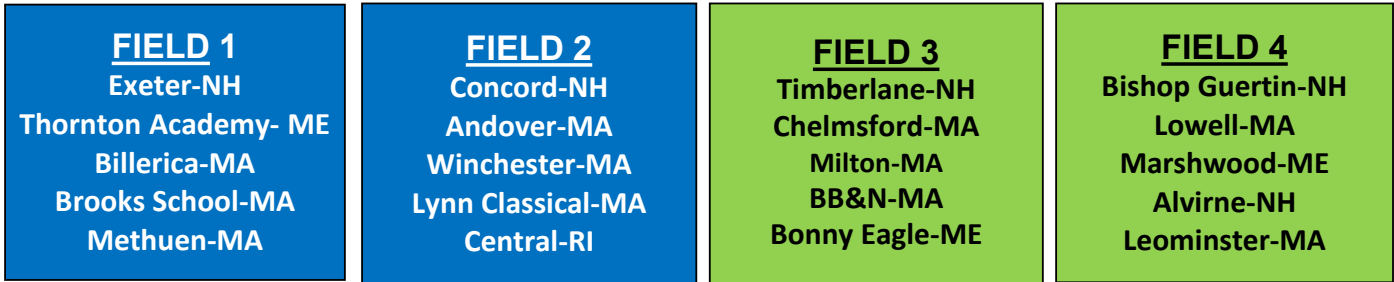 FIELD 1
Exeter-NH
Thornton Academy- ME
Billerica-MA
Brooks School-MA
Methuen-MA
FIELD 2
Concord-NH
Andover-MA
Winchester-MA
Lynn Classical-MA
Central-RI
FIELD 3
Timberlane-NH
Chelmsford-MA
Milton-MA
BB&N-MA
Bonny Eagle-ME
FIELD 4
Bishop Guertin-NH
Lowell-MA
Marshwood-ME
Alvirne-NH
Leominster-MA